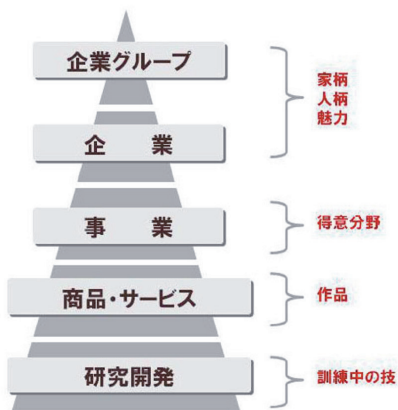 企業グループ
家柄
人柄
魅力
企　業
事　業
得意分野
商品・サービス
作品
研究開発
訓練中の技